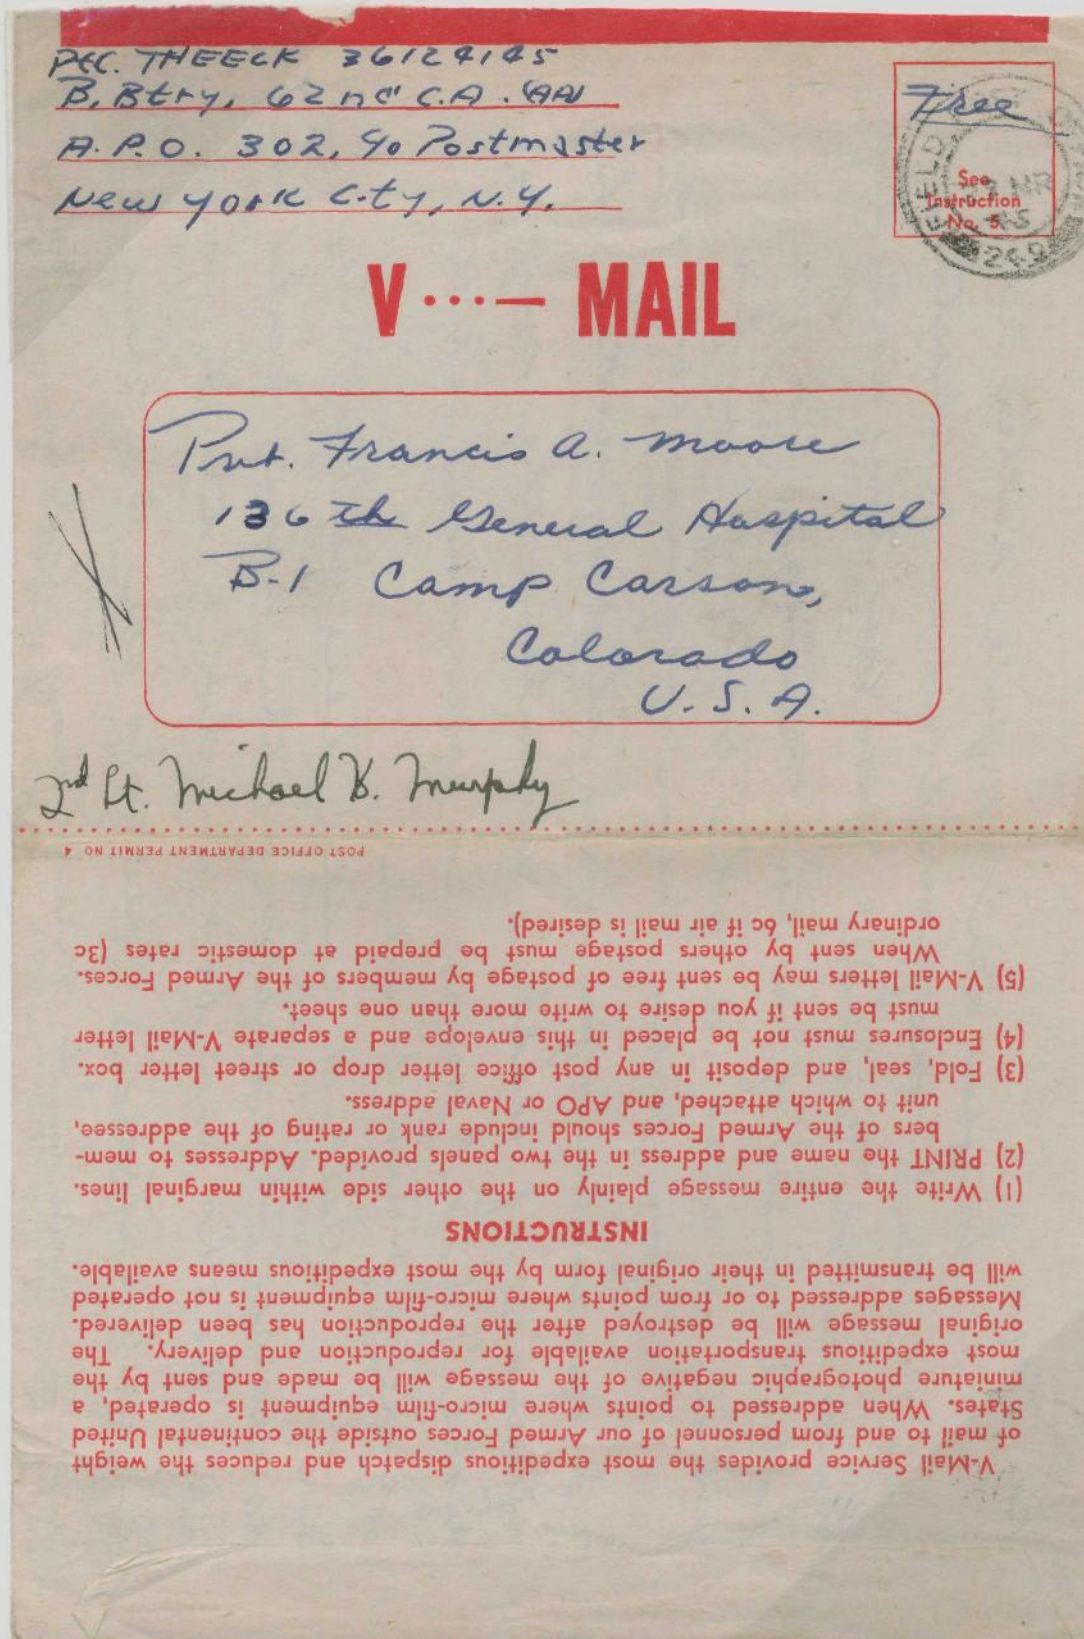 Pfc. THEECK 36124145
B. Btry, 62nd C.A. (AA)
A.P.O. 302, c/o Postmaster
New York City, N.Y.
Free
See
Instruction
No. 5
FIELD
249
V ...— MAIL
Pvt. Francis A. Moore
136th General Hospital
B-1 Camp Carson,
Colorado
U.S.A.
2nd Lt. Michael K. Murphy
POST OFFICE DEPARTMENT PERMIT NO 4
V-Mail Service provides the most expeditious dispatch and reduces the weight
of mail to and from personnel of our Armed Forces outside the continental United
States. When addressed to points where micro-film equipment is operated, a
miniature photographic negative of the message will be made and sent by the
most expeditious transportation available for reproduction and delivery. The
original message will be destroyed after the reproduction has been delivered.
Messages addressed to or from points where micro-film equipment is not operated
will be transmitted in their original form by the most expeditious means available.
INSTRUCTIONS
(1) Write the entire message plainly on the other side within marginal lines.
(2) PRINT the name and address in the two panels provided. Addresses to mem-
bers of the Armed Forces should include rank or rating of the addressee,
unit to which attached, and APO or Naval address.
(3) Fold, seal, and deposit in any post office letter drop or street letter box.
(4) Enclosures must not be placed in this envelope and a separate V-Mail letter
must be sent if you desire to write more than one sheet.
(5) V-Mail letters may be sent free of postage by members of the Armed Forces.
When sent by others postage must be prepaid at domestic rates (3c
ordinary mail, 6c if air mail is desired).